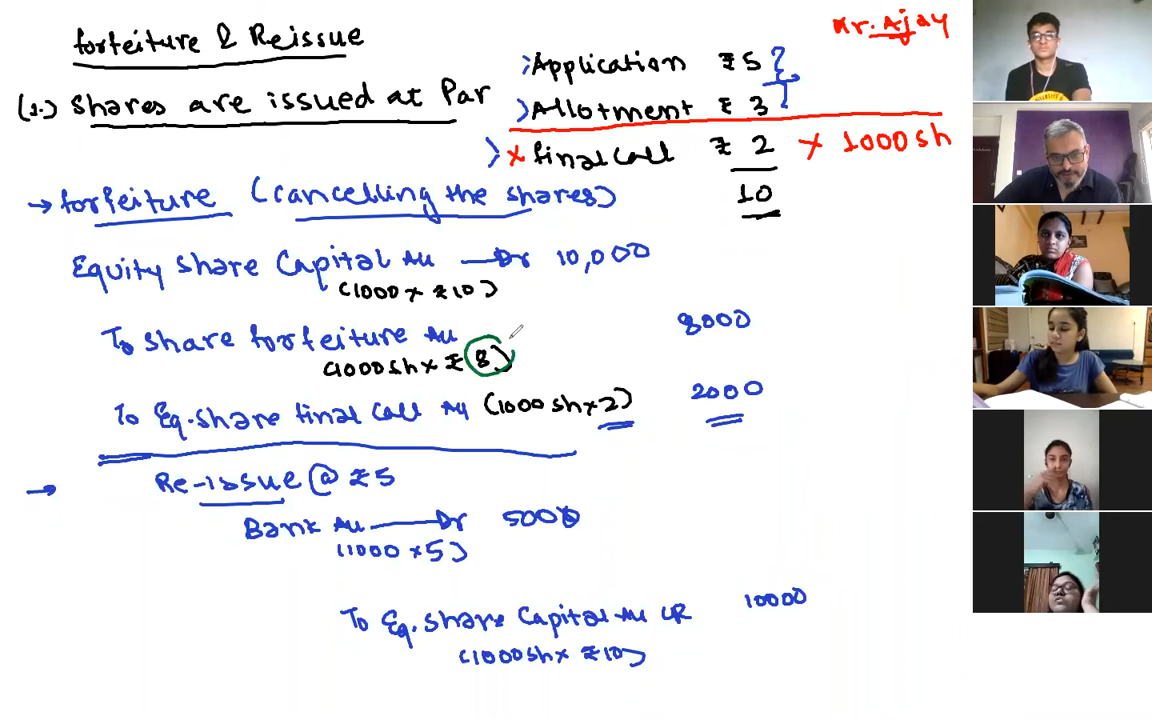 forfeiture & Reissue
Mr. Ajay
(1.) Shares are issued at Par
Application ₹5
Allotment ₹ 3
x final Call ₹ 2 x 1000 sh
10
→ forfeiture (Cancelling the shares)
Equity Share Capital A/c — Dr 10,000
(1000 x ₹10)
To Share forfeiture A/c 8000
(1000 sh x ₹ 8)
To Eq. Share final Call A/c (1000 sh x 2) 2000
→ Re-issue @ ₹5
Bank A/c — Dr 5000
(1000 x 5)
To Eq. Share Capital A/c CR 10000
(1000 sh x ₹10)